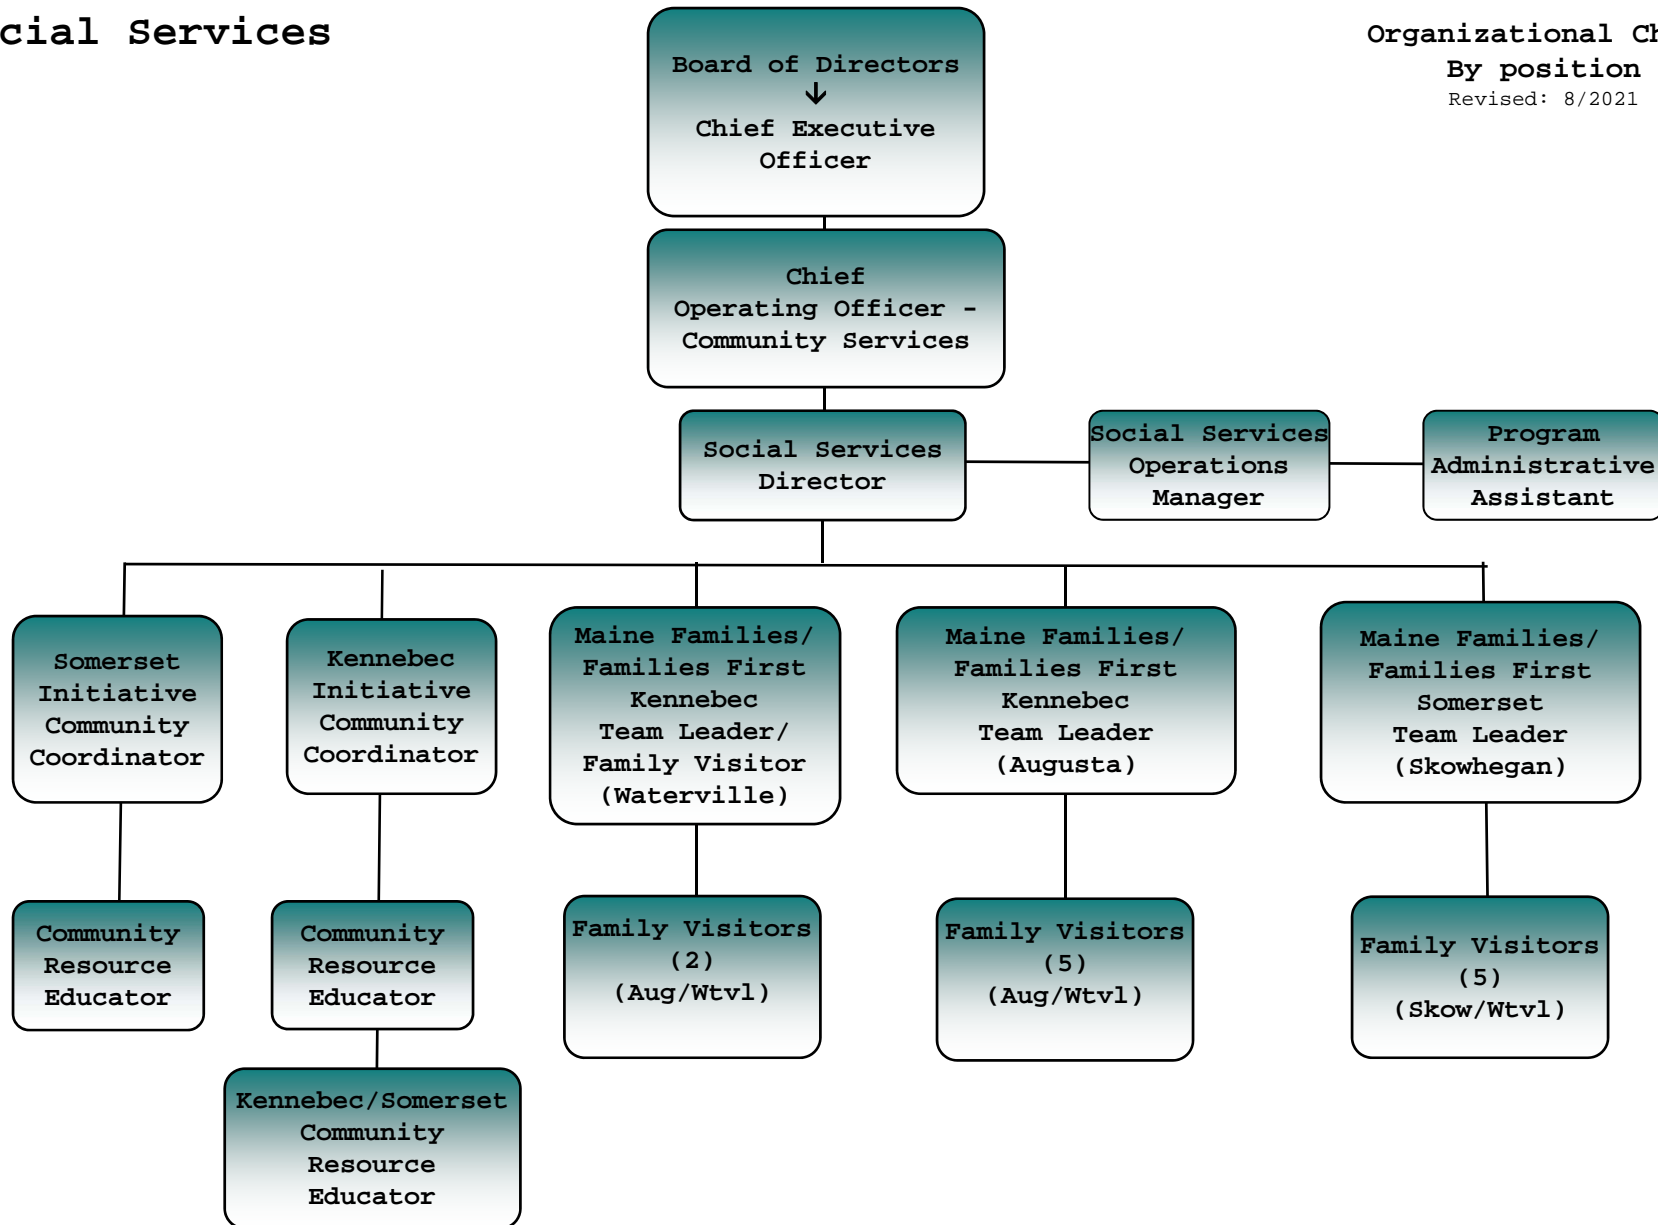 cial Services
Organizational Ch
By position
Revised: 8/2021
Board of Directors
↓
Chief Executive
Officer
Chief
Operating Officer -
Community Services
Social Services
Director
Social Services
Operations
Manager
Program
Administrative
Assistant
Somerset
Initiative
Community
Coordinator
Kennebec
Initiative
Community
Coordinator
Maine Families/
Families First
Kennebec
Team Leader/
Family Visitor
(Waterville)
Maine Families/
Families First
Kennebec
Team Leader
(Augusta)
Maine Families/
Families First
Somerset
Team Leader
(Skowhegan)
Community
Resource
Educator
Community
Resource
Educator
Family Visitors
(2)
(Aug/Wtvl)
Family Visitors
(5)
(Aug/Wtvl)
Family Visitors
(5)
(Skow/Wtvl)
Kennebec/Somerset
Community
Resource
Educator